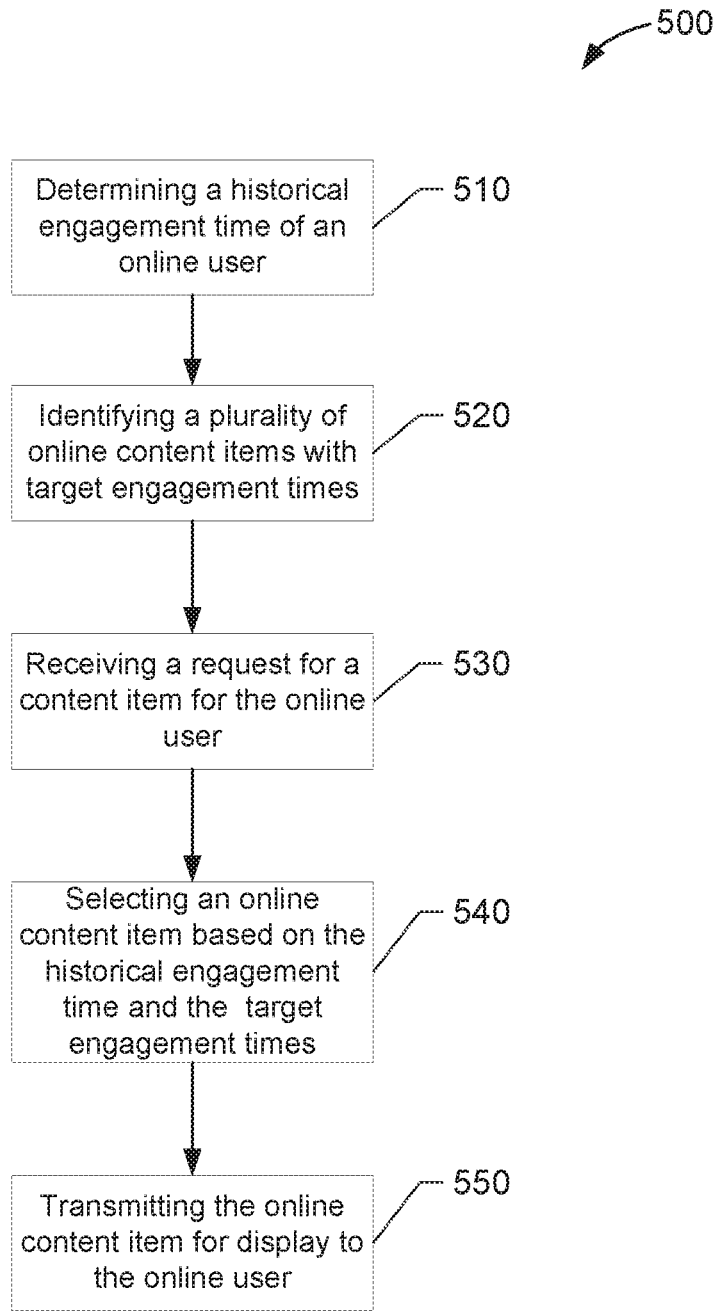 500
Determining a historical
engagement time of an
online user
510
Identifying a plurality of
online content items with
target engagement times
520
Receiving a request for a
content item for the online
user
530
Selecting an online
content item based on the
historical engagement
time and the target
engagement times
540
Transmitting the online
content item for display to
the online user
550